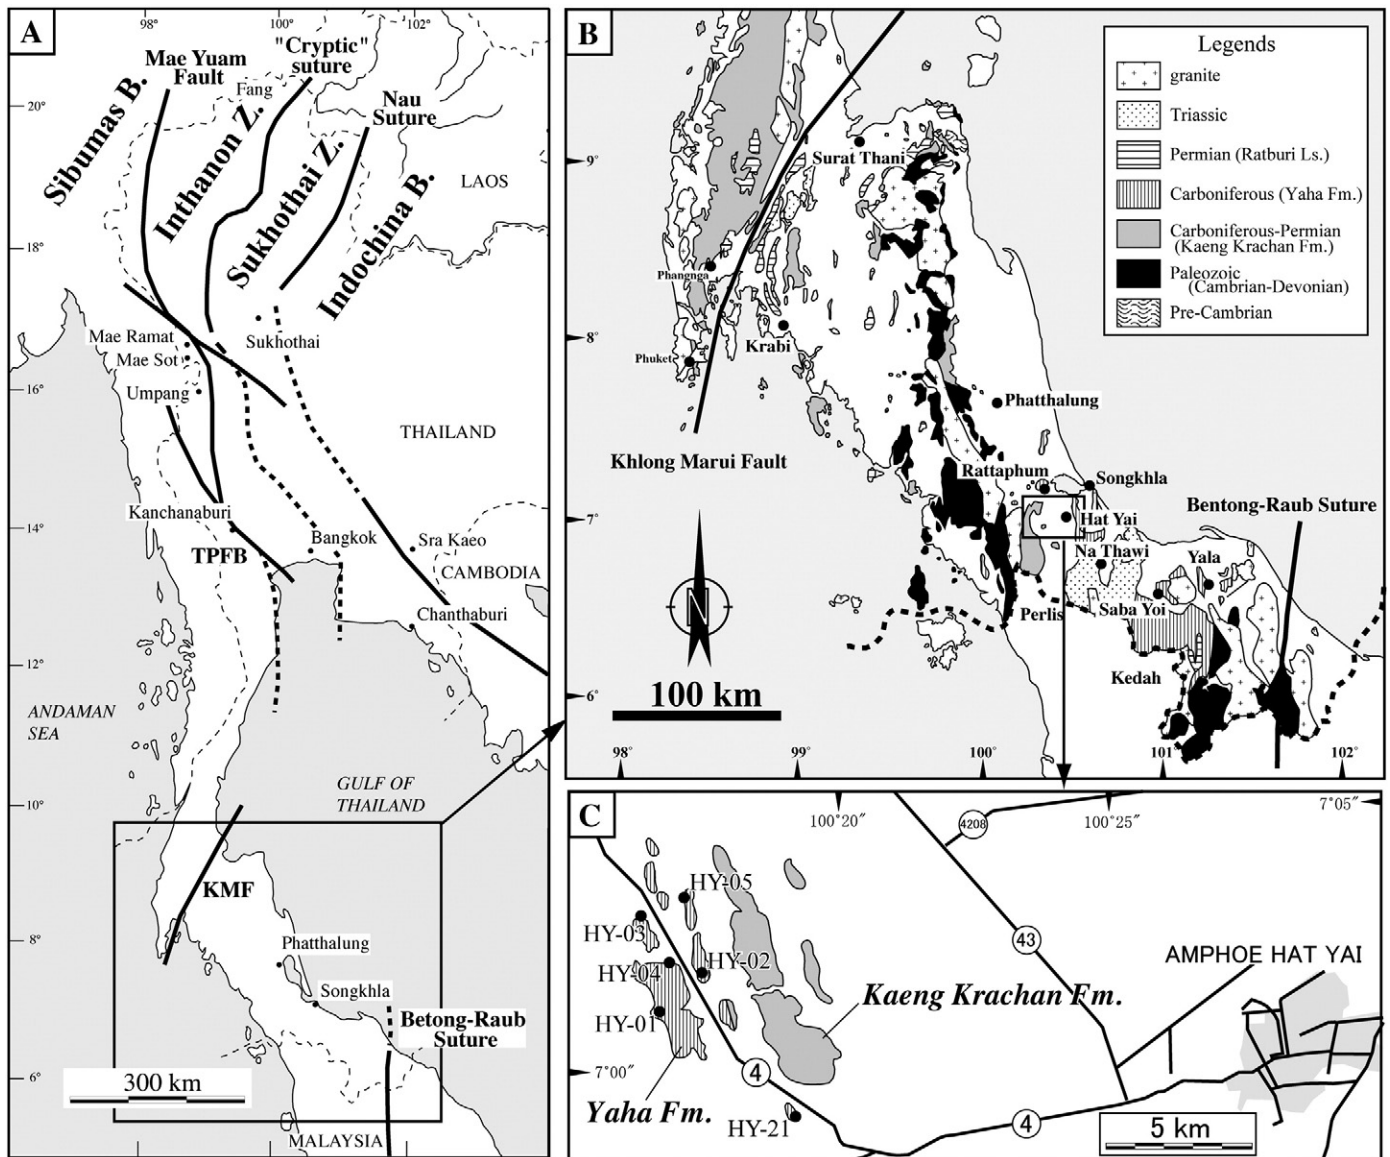 A
98°
100°
102°
20°
18°
16°
14°
12°
10°
8°
6°
Mae Yuam
Fault
"Cryptic"
suture
Fang
Nau
Suture
Sibumas B.
Inthanon Z.
Sukhothai Z.
Indochina B.
LAOS
Mae Ramat
Mae Sot
Umpang
Sukhothai
THAILAND
Kanchanaburi
TPFB
Bangkok
Sra Kaeo
CAMBODIA
Chanthaburi
ANDAMAN
SEA
GULF OF
THAILAND
KMF
Phatthalung
Songkhla
Betong-Raub
Suture
300 km
MALAYSIA
B
9°
8°
7°
6°
98°
99°
100°
101°
102°
Legends
granite
Triassic
Permian (Ratburi Ls.)
Carboniferous (Yaha Fm.)
Carboniferous-Permian
(Kaeng Krachan Fm.)
Paleozoic
(Cambrian-Devonian)
Pre-Cambrian
Surat Thani
Phangnga
Phuket
Krabi
Khlong Marui Fault
Phatthalung
Rattaphum
Songkhla
Hat Yai
Na Thawi
Bentong-Raub Suture
Yala
Saba Yoi
Perlis
Kedah
N
100 km
C
100°20″
100°25″
7°05″
7°00″
4208
43
4
4
HY-05
HY-03
HY-04
HY-02
HY-01
HY-21
Kaeng Krachan Fm.
Yaha Fm.
AMPHOE HAT YAI
5 km